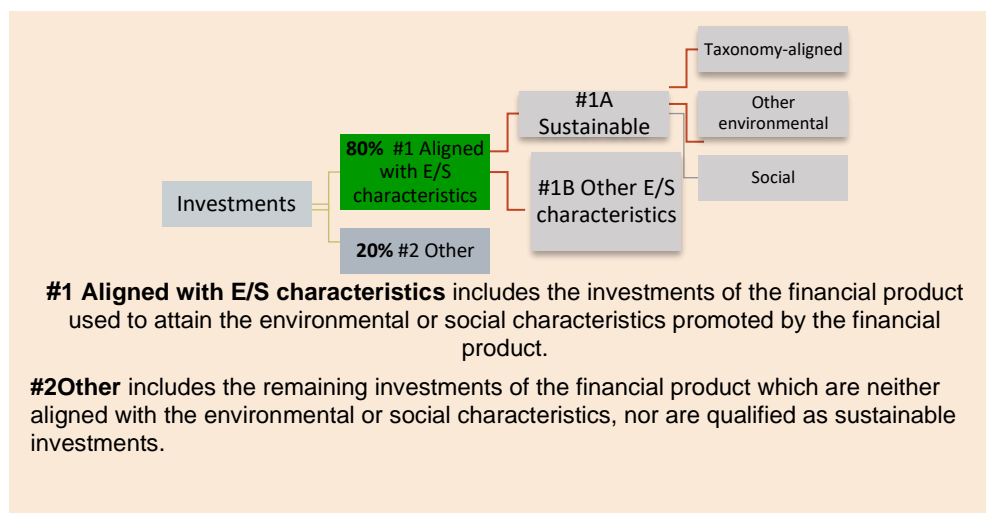 Taxonomy-aligned
#1A
Sustainable
Other
environmental
80% #1 Aligned
with E/S
characteristics
Social
#1B Other E/S
characteristics
Investments
20% #2 Other
#1 Aligned with E/S characteristics includes the investments of the financial product
used to attain the environmental or social characteristics promoted by the financial
product.
#2Other includes the remaining investments of the financial product which are neither
aligned with the environmental or social characteristics, nor are qualified as sustainable
investments.